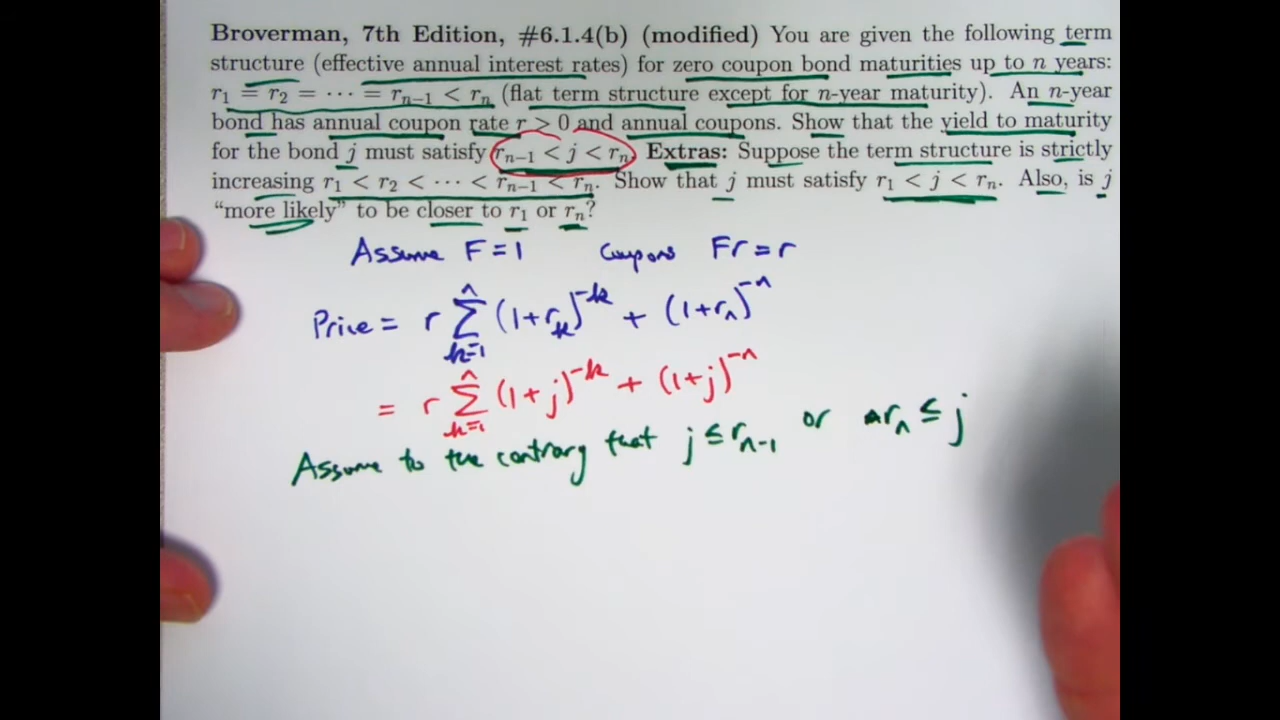 Broverman, 7th Edition, #6.1.4(b) (modified) You are given the following term
structure (effective annual interest rates) for zero coupon bond maturities up to n years:
r₁ = r₂ = ⋯ = rₙ₋₁ < rₙ (flat term structure except for n-year maturity). An n-year
bond has annual coupon rate r > 0 and annual coupons. Show that the yield to maturity
for the bond j must satisfy rₙ₋₁ < j < rₙ. Extras: Suppose the term structure is strictly
increasing r₁ < r₂ < ⋯ < rₙ₋₁ < rₙ. Show that j must satisfy r₁ < j < rₙ. Also, is j
“more likely” to be closer to r₁ or rₙ?
Assume F = 1 Coupons Fr = r
Price = r ∑ₖ₌₁ⁿ (1+rₖ)⁻ᵏ + (1+rₙ)⁻ⁿ
= r ∑ₖ₌₁ⁿ (1+j)⁻ᵏ + (1+j)⁻ⁿ
Assume to the contrary that j ≤ rₙ₋₁ or rₙ ≤ j